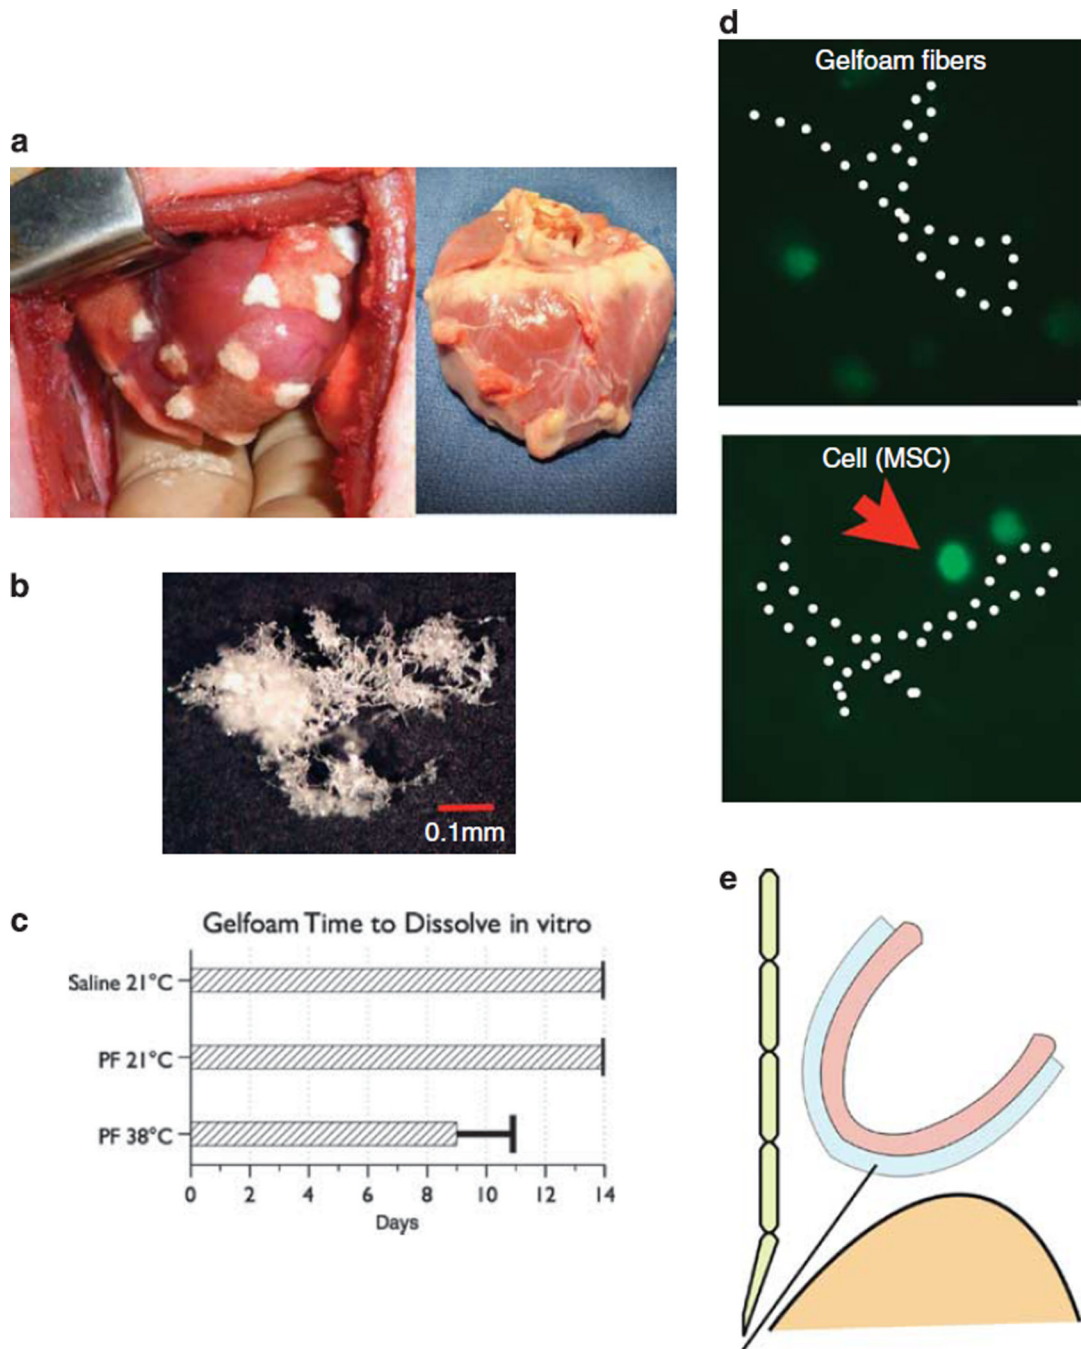 a
b
0.1mm
c
Gelfoam Time to Dissolve in vitro
Saline 21°C
PF 21°C
PF 38°C
0 2 4 6 8 10 12 14
Days
d
Gelfoam fibers
Cell (MSC)
e